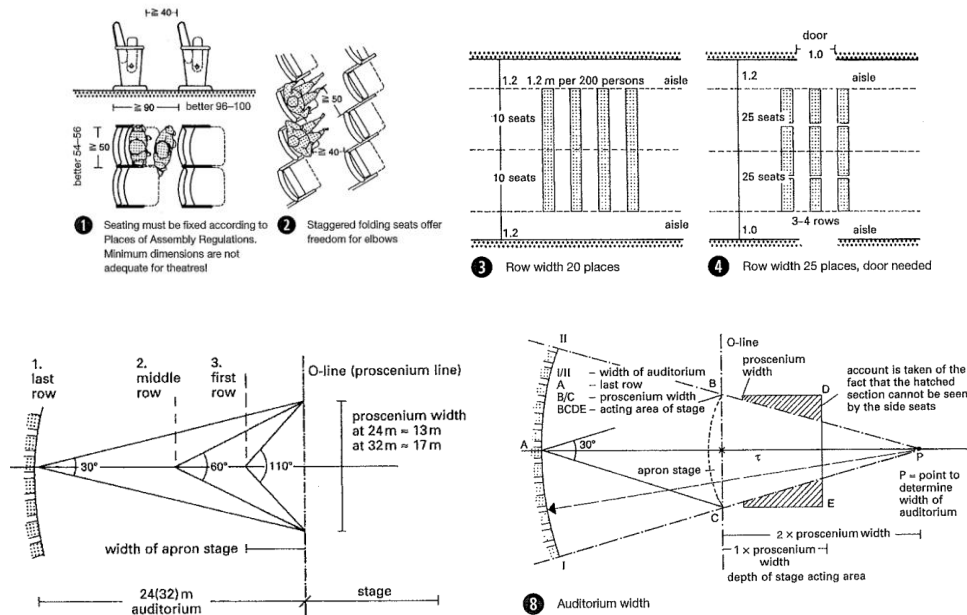 ≧ 40
≧ 90
better 96–100
better 54–56
≧ 50
1 Seating must be fixed according to
Places of Assembly Regulations.
Minimum dimensions are not
adequate for theatres!
≧ 50
≧ 40
2 Staggered folding seats offer
freedom for elbows
1.2
1.2 m per 200 persons
aisle
10 seats
10 seats
1.2
aisle
3 Row width 20 places
door
1.0
1.2
aisle
25 seats
25 seats
3–4 rows
1.0
aisle
4 Row width 25 places, door needed
1.
last
row
2.
middle
row
3.
first
row
O-line (proscenium line)
proscenium width
at 24 m ≈ 13 m
at 32 m ≈ 17 m
30°
60°
110°
width of apron stage
24(32) m
auditorium
stage
II
O-line
I/II – width of auditorium
A – last row
B/C – proscenium width
BCDE – acting area of stage
B
proscenium
width
D
account is taken of the
fact that the hatched
section cannot be seen
by the side seats
A
30°
τ
P
apron stage
P = point to
determine
width of
auditorium
C
E
2 × proscenium width
1 × proscenium
width
depth of stage acting area
I
8 Auditorium width